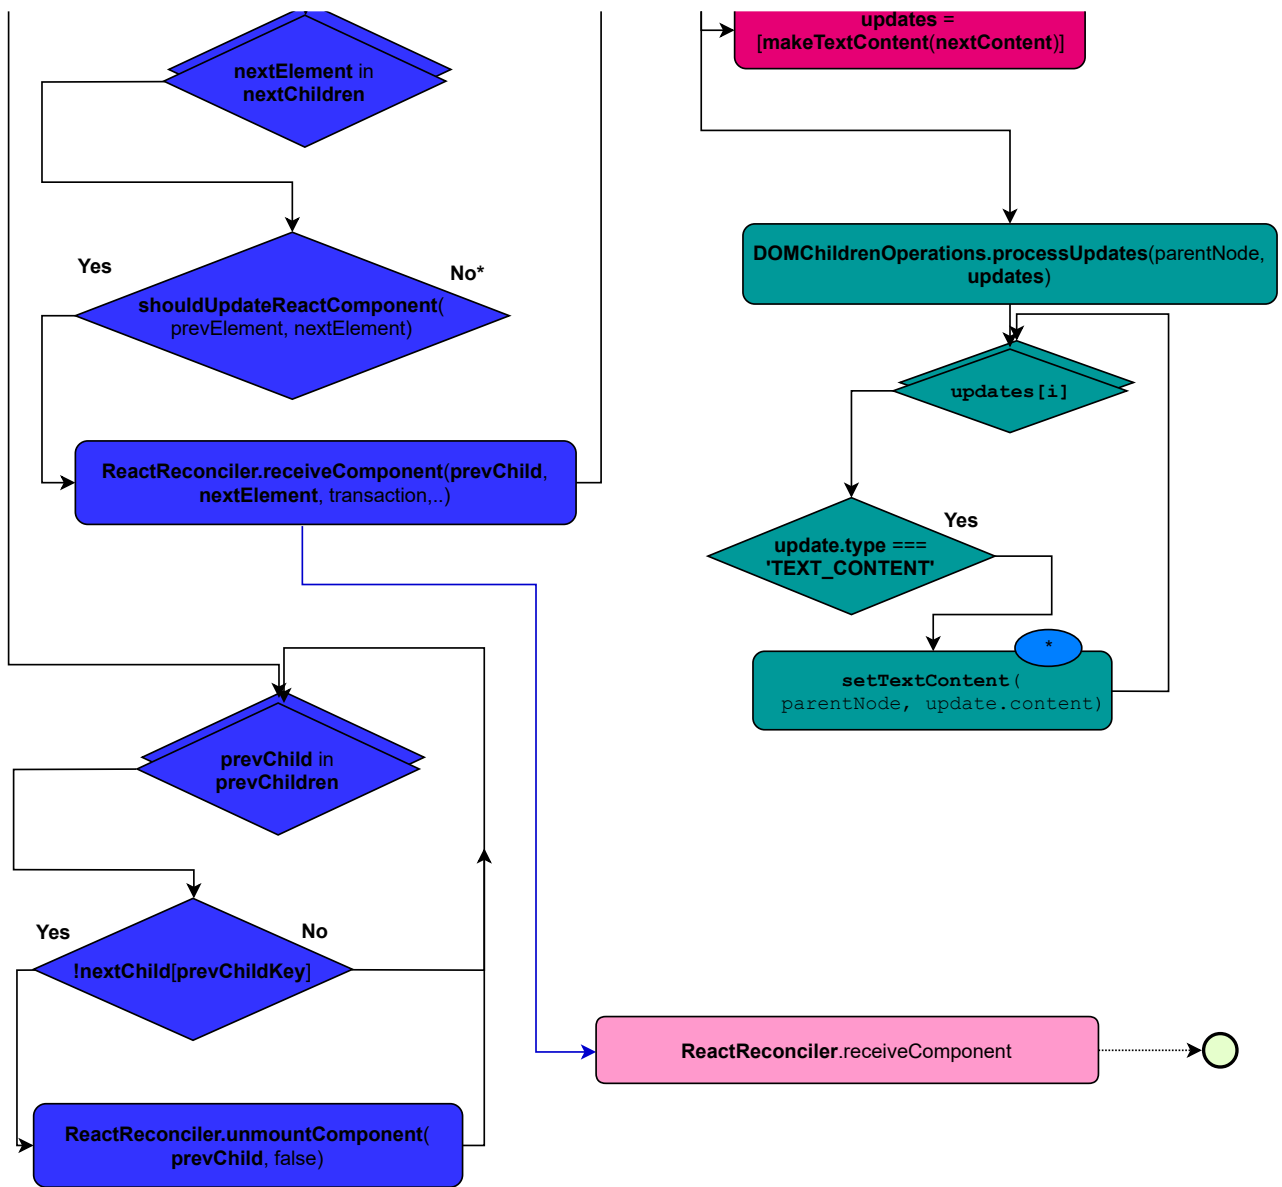 nextElement in
nextChildren
Yes
No*
shouldUpdateReactComponent(
prevElement, nextElement)
ReactReconciler.receiveComponent(prevChild,
nextElement, transaction,..)
prevChild in
prevChildren
Yes
No
!nextChild[prevChildKey]
ReactReconciler.unmountComponent(
prevChild, false)
updates =
[makeTextContent(nextContent)]
DOMChildrenOperations.processUpdates(parentNode,
updates)
updates[i]
Yes
update.type ===
'TEXT_CONTENT'
*
setTextContent(
parentNode, update.content)
ReactReconciler.receiveComponent